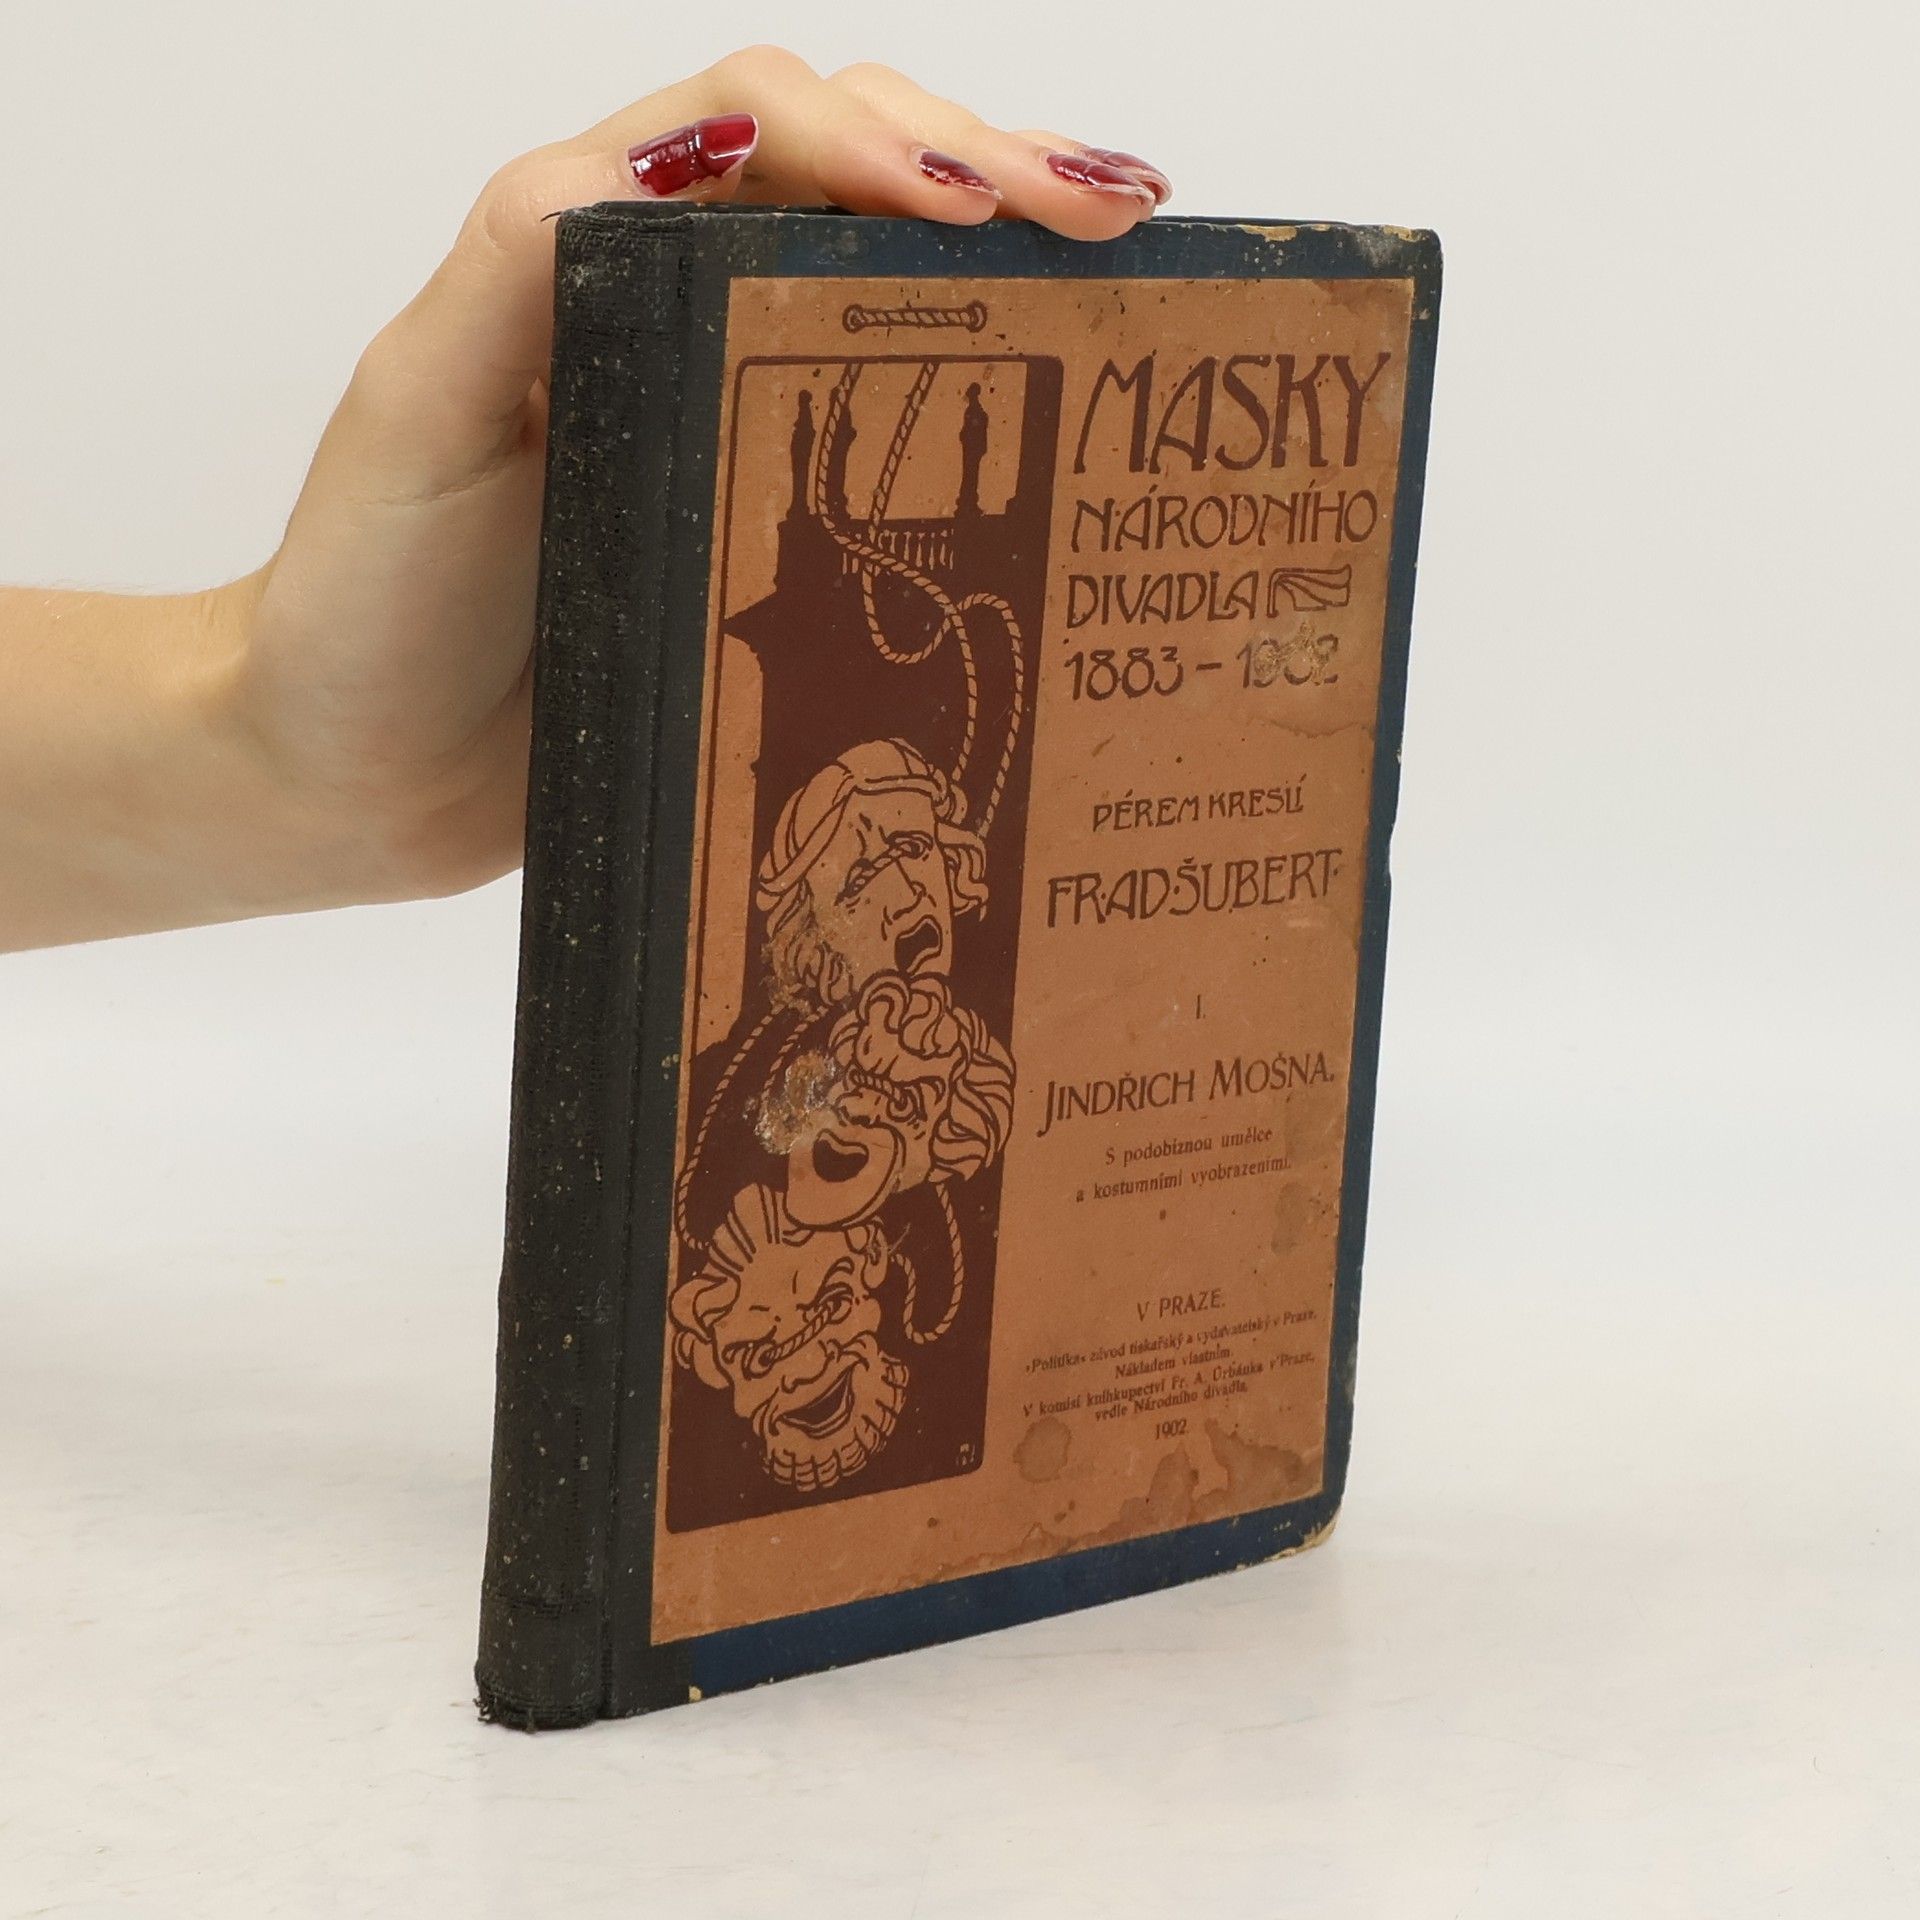 MASKY
NÁRODNÍHO
DIVADLA
1883 – 1902
PÉREM KRESLÍ
FR·AD·ŠUBERT·
I.
JINDŘICH MOŠNA.
S podobiznou umělce
a kostumními vyobrazeními.
V PRAZE.
»Politika« závod tiskařský a vydavatelský v Praze.
Nákladem vlastním.
V komisi knihkupectví Fr. A. Urbánka v Praze,
vedle Národního divadla.
1902.